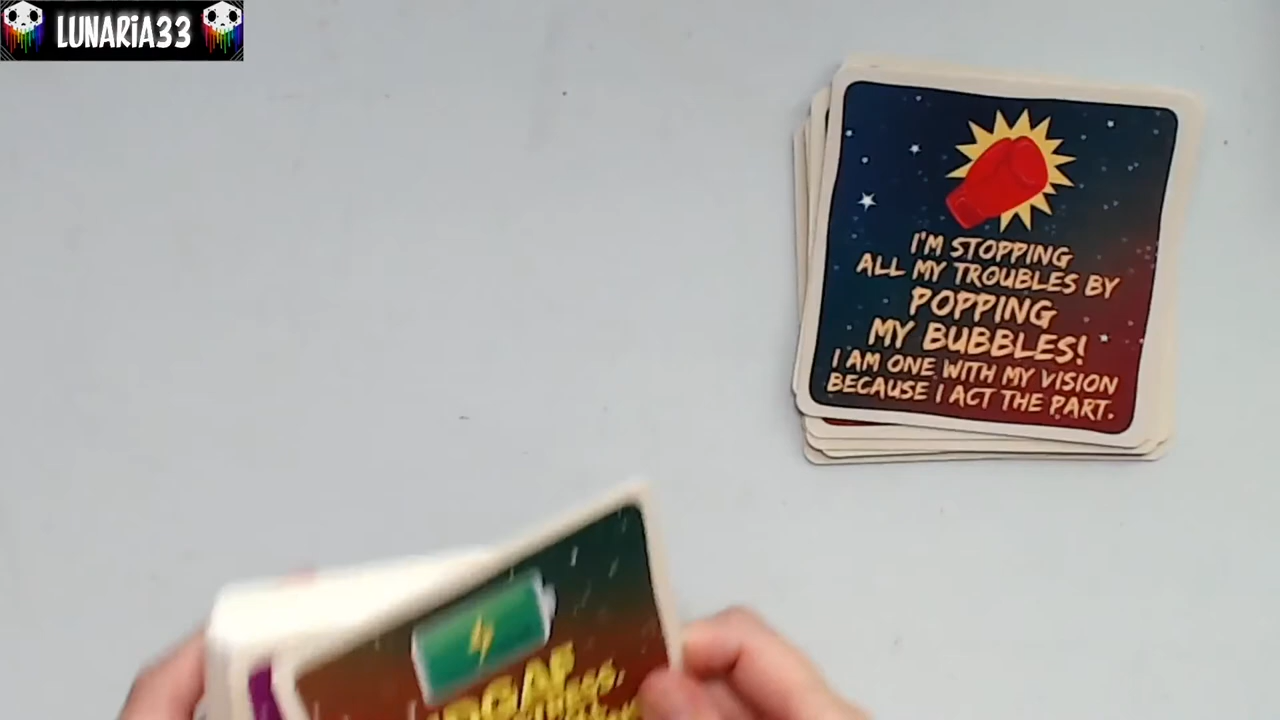 LUNARiA33
I'M STOPPING
ALL MY TROUBLES BY
POPPING
MY BUBBLES!
I AM ONE WITH MY VISION
BECAUSE I ACT THE PART.